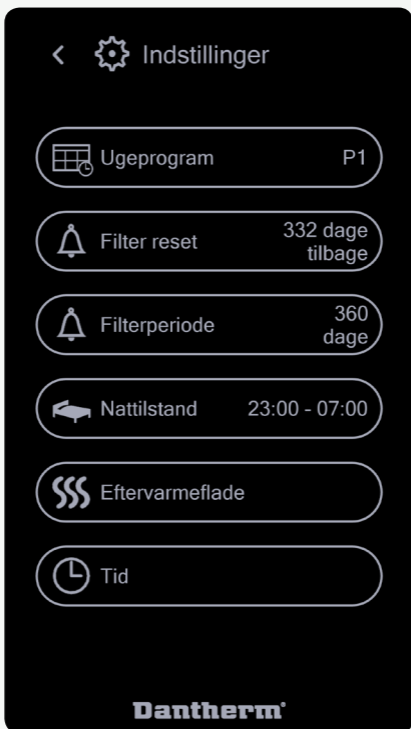 Indstillinger
Ugeprogram P1
Filter reset 332 dage
tilbage
Filterperiode 360
dage
Nattilstand 23:00 - 07:00
Eftervarmeflade
Tid
Dantherm